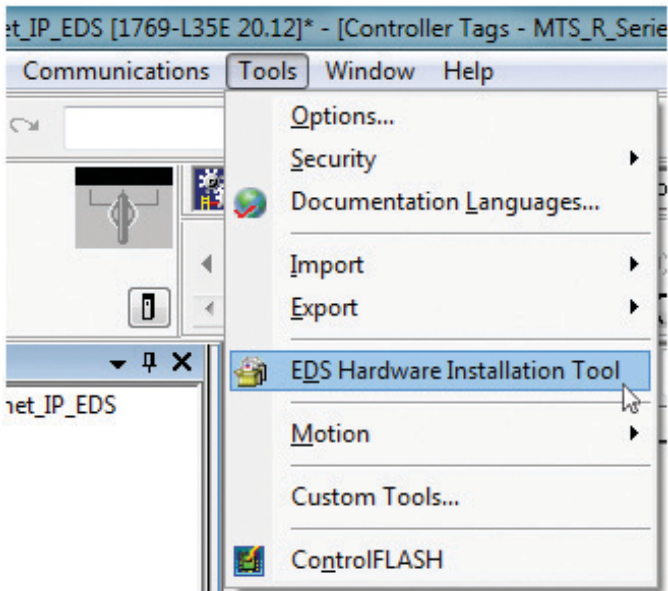 et_IP_EDS [1769-L35E 20.12]* - [Controller Tags - MTS_R_Serie
Communications Tools Window Help
Options...
Security
Documentation Languages...
Import
Export
EDS Hardware Installation Tool
net_IP_EDS
Motion
Custom Tools...
ControlFLASH